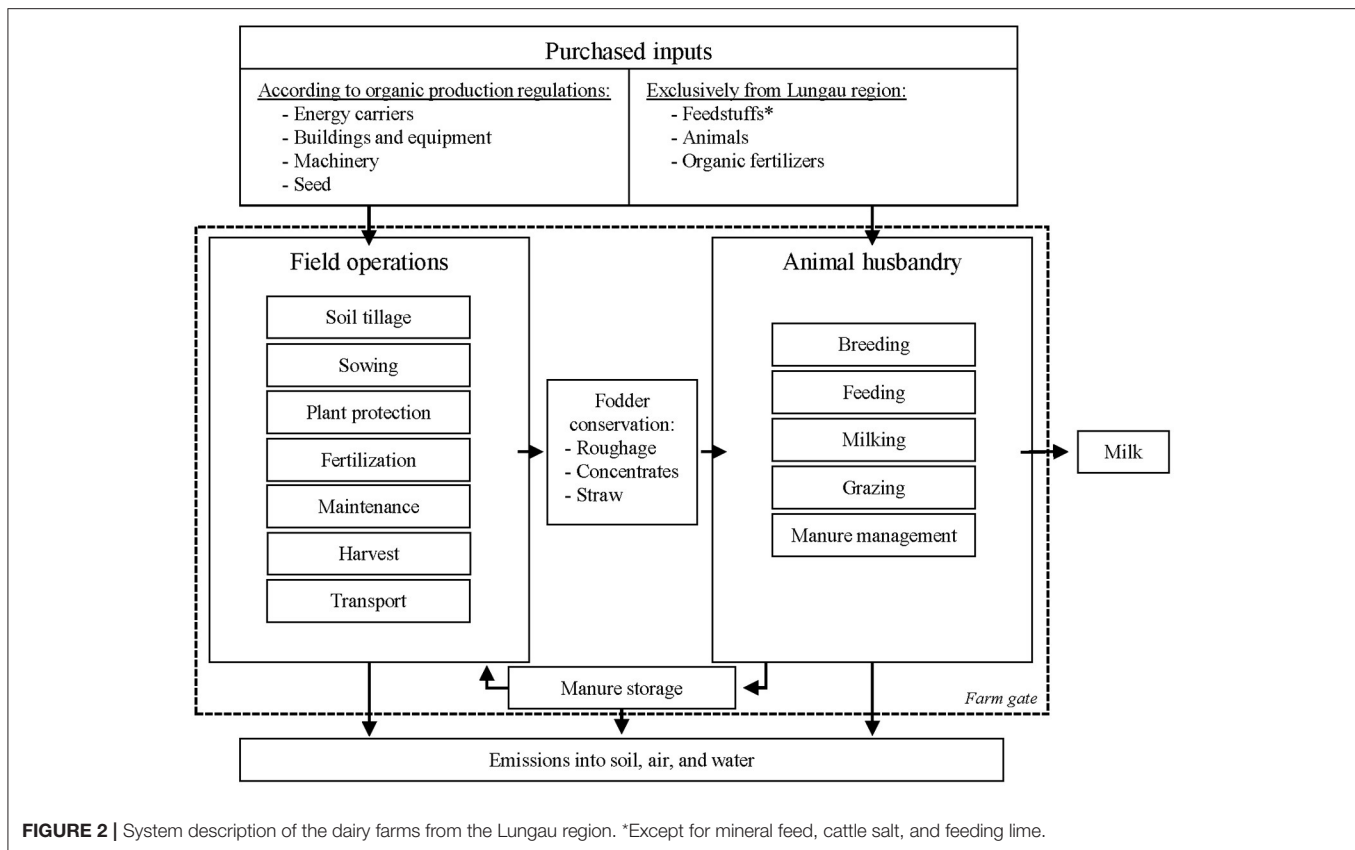 Purchased inputs
According to organic production regulations:
- Energy carriers
- Buildings and equipment
- Machinery
- Seed
Exclusively from Lungau region:
- Feedstuffs*
- Animals
- Organic fertilizers
Field operations
Soil tillage
Sowing
Plant protection
Fertilization
Maintenance
Harvest
Transport
Fodder
conservation:
- Roughage
- Concentrates
- Straw
Animal husbandry
Breeding
Feeding
Milking
Grazing
Manure management
Milk
Manure storage
Farm gate
Emissions into soil, air, and water
FIGURE 2 | System description of the dairy farms from the Lungau region. *Except for mineral feed, cattle salt, and feeding lime.